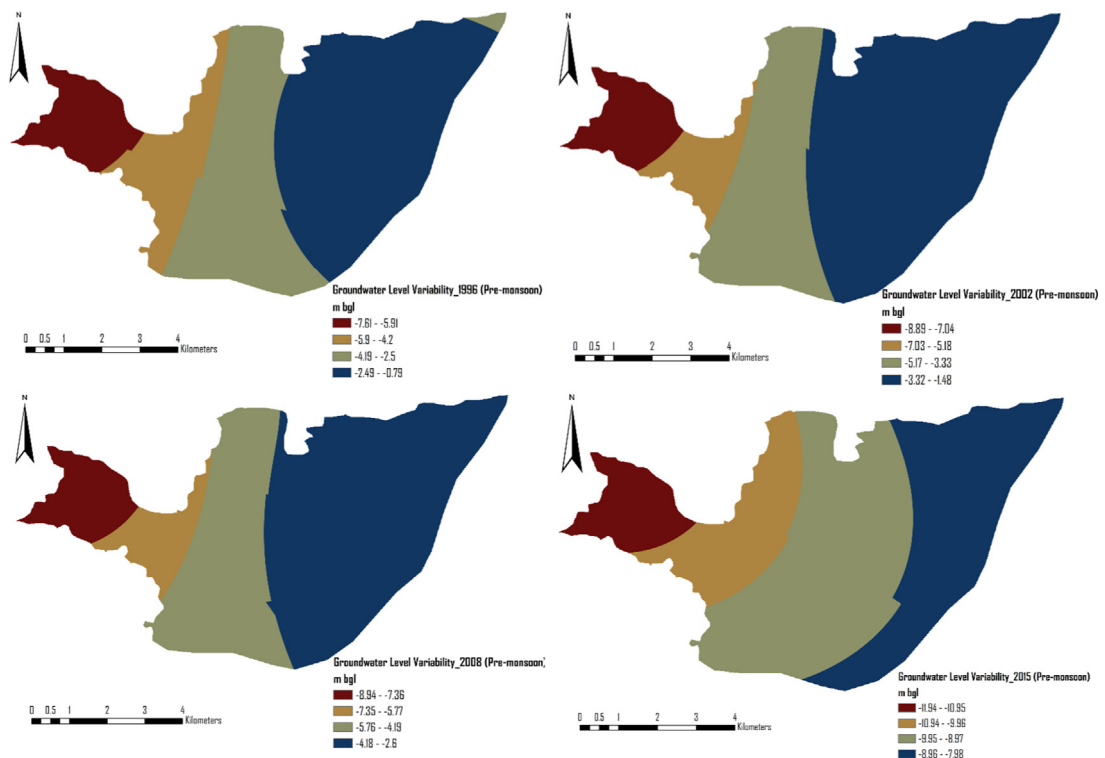 N
Groundwater Level Variability_1996 (Pre-monsoon)
m bgl
-7.61 - -5.91
-5.9 - -4.2
-4.19 - -2.5
-2.49 - -0.79
0 0.5 1 2 3 4
Kilometers
N
Groundwater Level Variability_2002 (Pre-monsoon)
m bgl
-8.89 - -7.04
-7.03 - -5.18
-5.17 - -3.33
-3.32 - -1.48
0 0.5 1 2 3 4
Kilometers
N
Groundwater Level Variability_2008 (Pre-monsoon)
m bgl
-8.94 - -7.36
-7.35 - -5.77
-5.76 - -4.19
-4.18 - -2.6
0 0.5 1 2 3 4
Kilometers
N
Groundwater Level Variability_2015 (Pre-monsoon)
m bgl
-11.94 - -10.95
-10.94 - -9.96
-9.95 - -8.97
-8.96 - -7.98
0 0.5 1 2 3 4
Kilometers